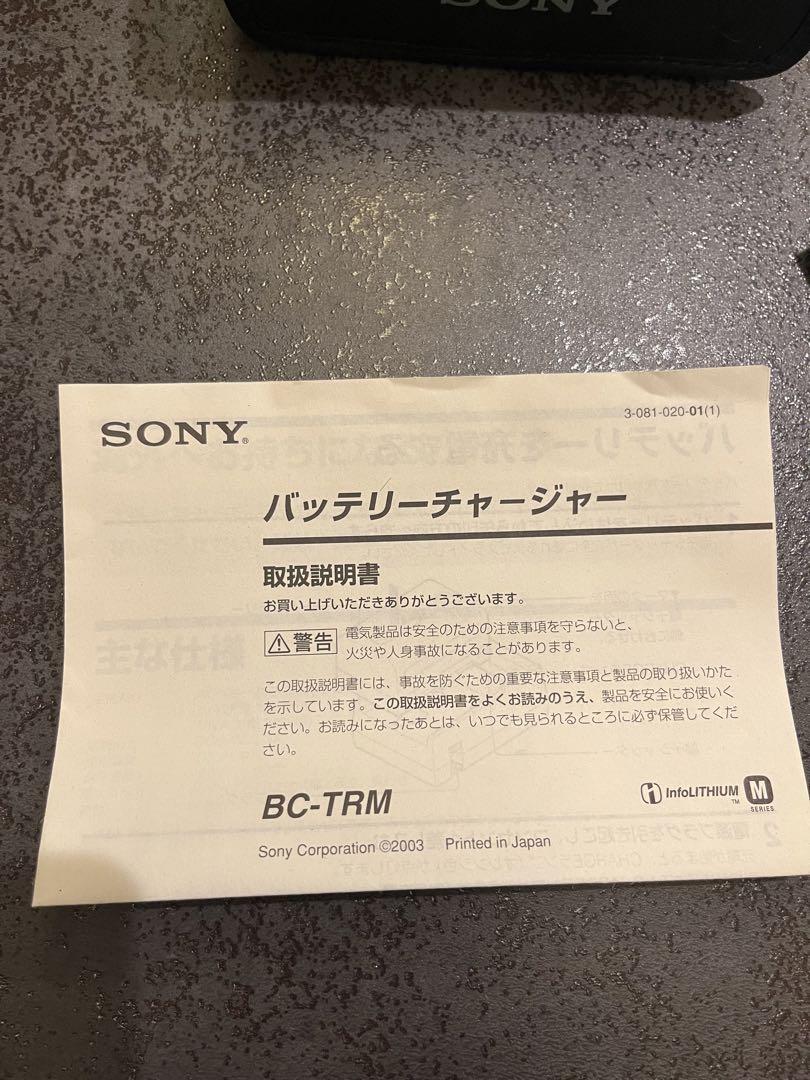 SONY
SONY®
3-081-020-01(1)
バッテリーチャージャー
取扱説明書
お買い上げいただきありがとうございます。
警告
電気製品は安全のための注意事項を守らないと、
火災や人身事故になることがあります。
この取扱説明書には、事故を防ぐための重要な注意事項と製品の取り扱いかた
を示しています。この取扱説明書をよくお読みのうえ、製品を安全にお使いく
ださい。お読みになったあとは、いつでも見られるところに必ず保管してくだ
さい。
BC-TRM
InfoLITHIUM™ M SERIES
Sony Corporation ©2003 Printed in Japan